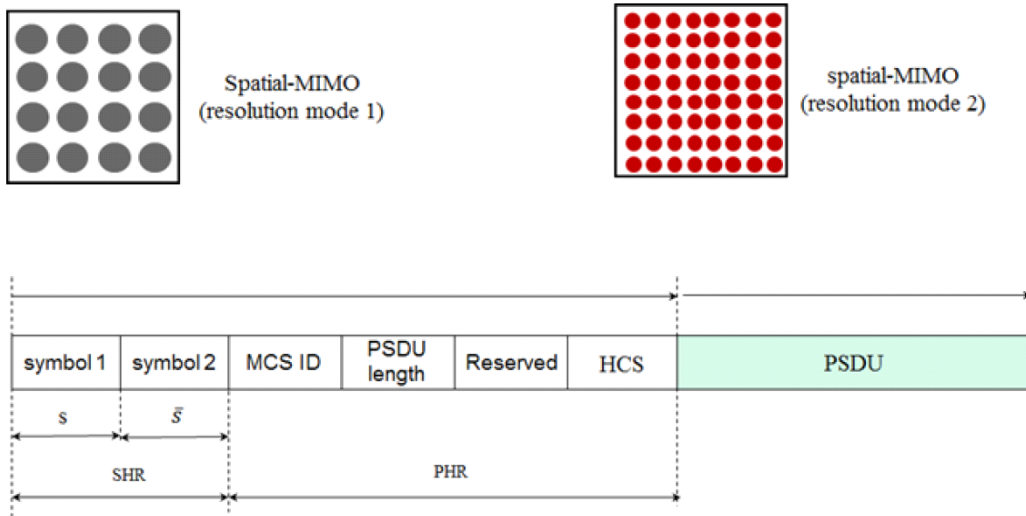 Spatial-MIMO
(resolution mode 1)
spatial-MIMO
(resolution mode 2)
symbol 1
symbol 2
MCS ID
PSDU
length
Reserved
HCS
PSDU
s
s̄
SHR
PHR